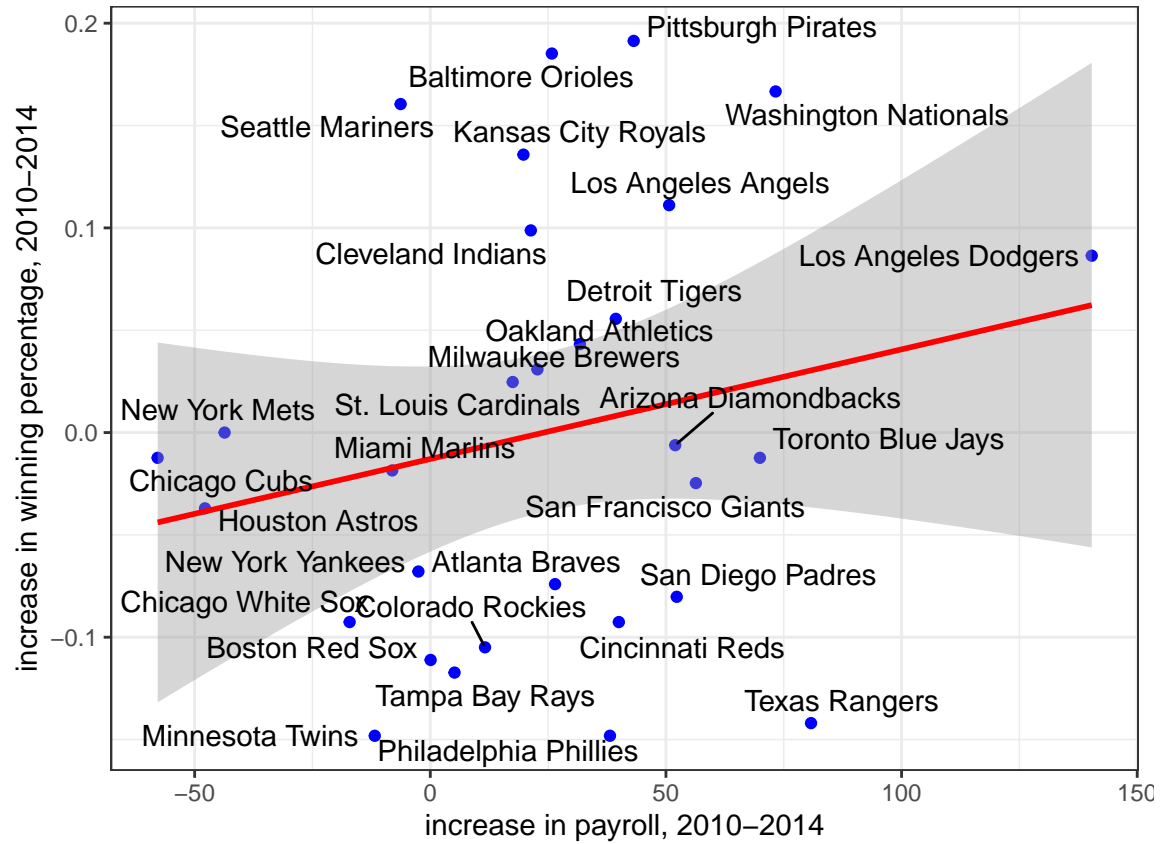 0.2
Pittsburgh Pirates
Baltimore Orioles
Washington Nationals
Seattle Mariners
Kansas City Royals
Los Angeles Angels
0.1
Cleveland Indians
Los Angeles Dodgers
Detroit Tigers
Oakland Athletics
Milwaukee Brewers
St. Louis Cardinals
Arizona Diamondbacks
New York Mets
0.0
Miami Marlins
Toronto Blue Jays
Chicago Cubs
San Francisco Giants
Houston Astros
New York Yankees
Atlanta Braves
San Diego Padres
Chicago White Sox
Colorado Rockies
−0.1
Boston Red Sox
Cincinnati Reds
Tampa Bay Rays
Texas Rangers
Minnesota Twins
Philadelphia Phillies
−50
0
50
100
150
increase in payroll, 2010−2014
increase in winning percentage, 2010−2014